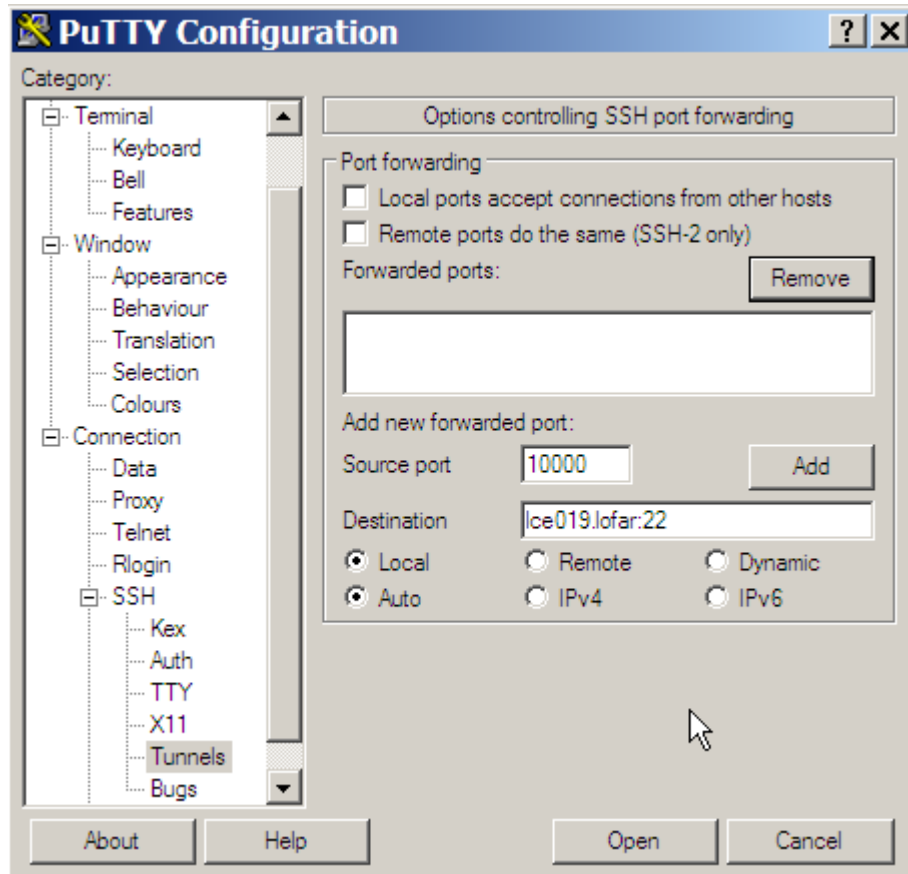 PuTTY Configuration
Category:
Terminal
Keyboard
Bell
Features
Window
Appearance
Behaviour
Translation
Selection
Colours
Connection
Data
Proxy
Telnet
Rlogin
SSH
Kex
Auth
TTY
X11
Tunnels
Bugs
Options controlling SSH port forwarding
Port forwarding
Local ports accept connections from other hosts
Remote ports do the same (SSH-2 only)
Forwarded ports: Remove
Add new forwarded port:
Source port 10000 Add
Destination lce019.lofar:22
Local Remote Dynamic
Auto IPv4 IPv6
About Help Open Cancel